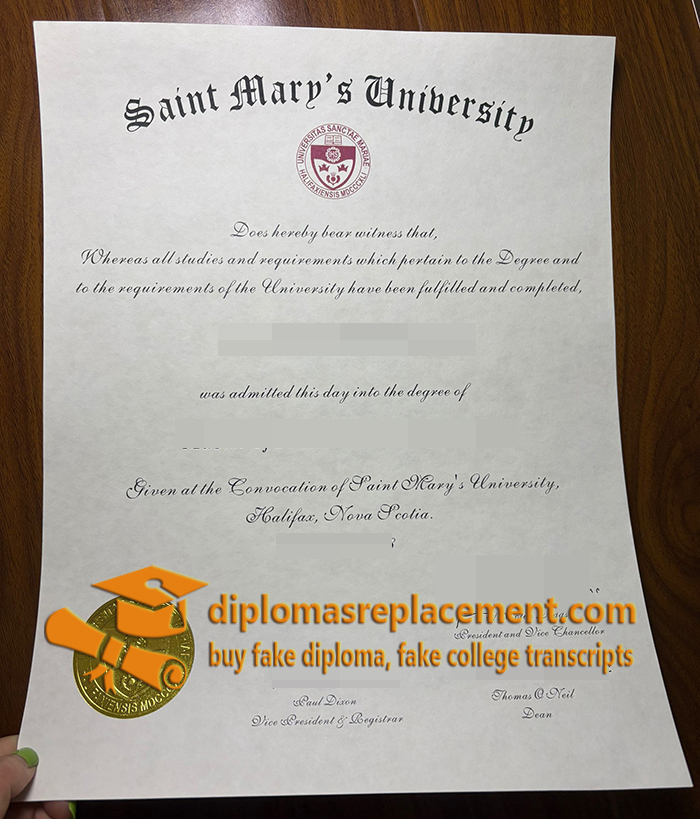 Saint Mary's University
UNIVERSITAS SANCTAE MARIAE
HALIFAXIENSIS MDCCCXLI
Does hereby bear witness that,
Whereas all studies and requirements which pertain to the Degree and
to the requirements of the University have been fulfilled and completed,
was admitted this day into the degree of
Given at the Convocation of Saint Mary's University,
Halifax, Nova Scotia.
diplomasreplacement.com
President and Vice Chancellor
buy fake diploma, fake college transcripts
Paul Dixon
Vice President & Registrar
Thomas O'Neil
Dean